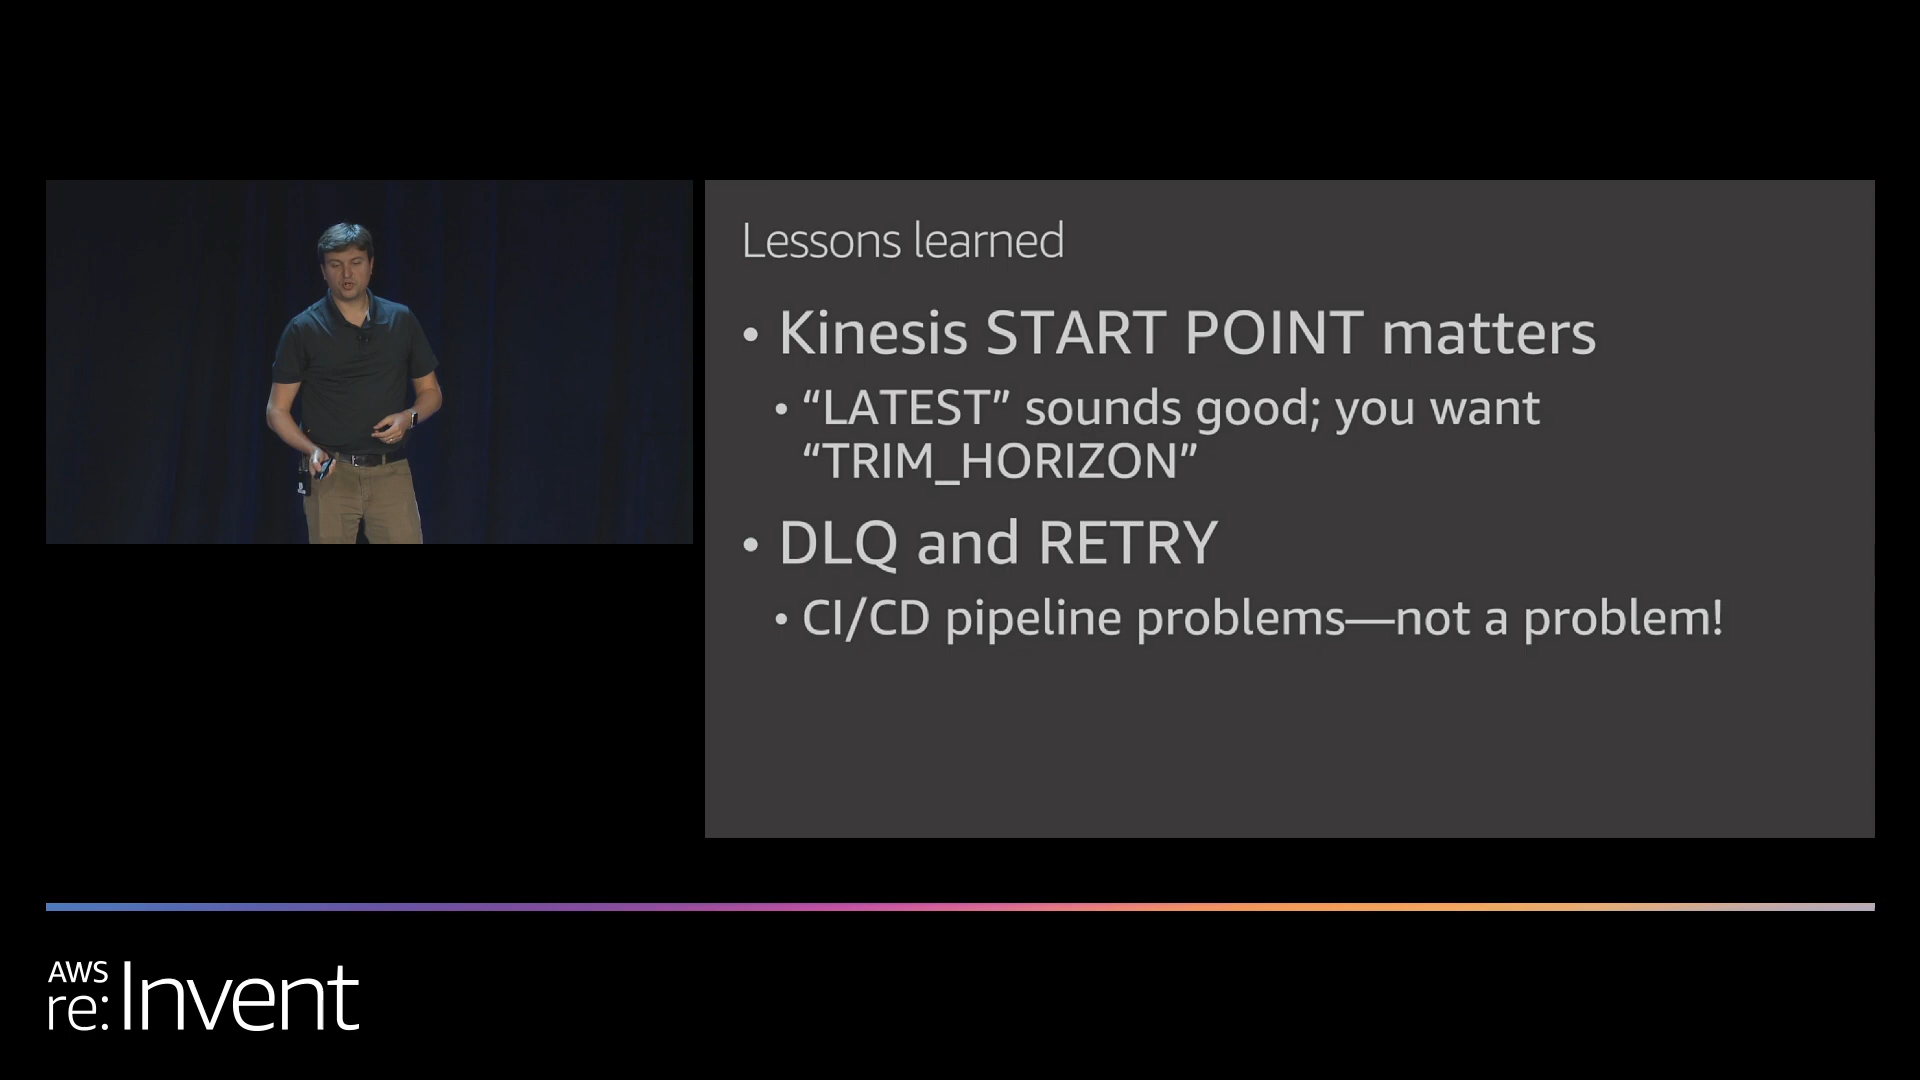 Lessons learned
• Kinesis START POINT matters
• “LATEST” sounds good; you want
“TRIM_HORIZON”
• DLQ and RETRY
• CI/CD pipeline problems—not a problem!
AWS
re:Invent